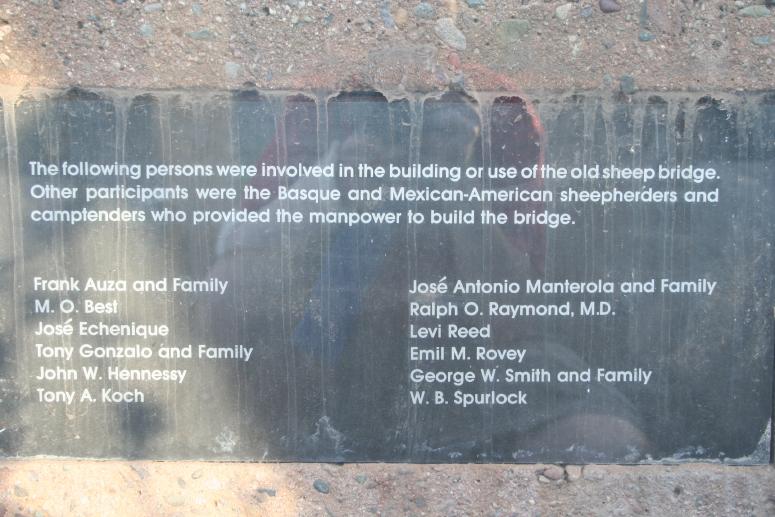 The following persons were involved in the building or use of the old sheep bridge.
Other participants were the Basque and Mexican-American sheepherders and
camptenders who provided the manpower to build the bridge.
Frank Auza and Family
M. O. Best
José Echenique
Tony Gonzalo and Family
John W. Hennessy
Tony A. Koch
José Antonio Manterola and Family
Ralph O. Raymond, M.D.
Levi Reed
Emil M. Rovey
George W. Smith and Family
W. B. Spurlock